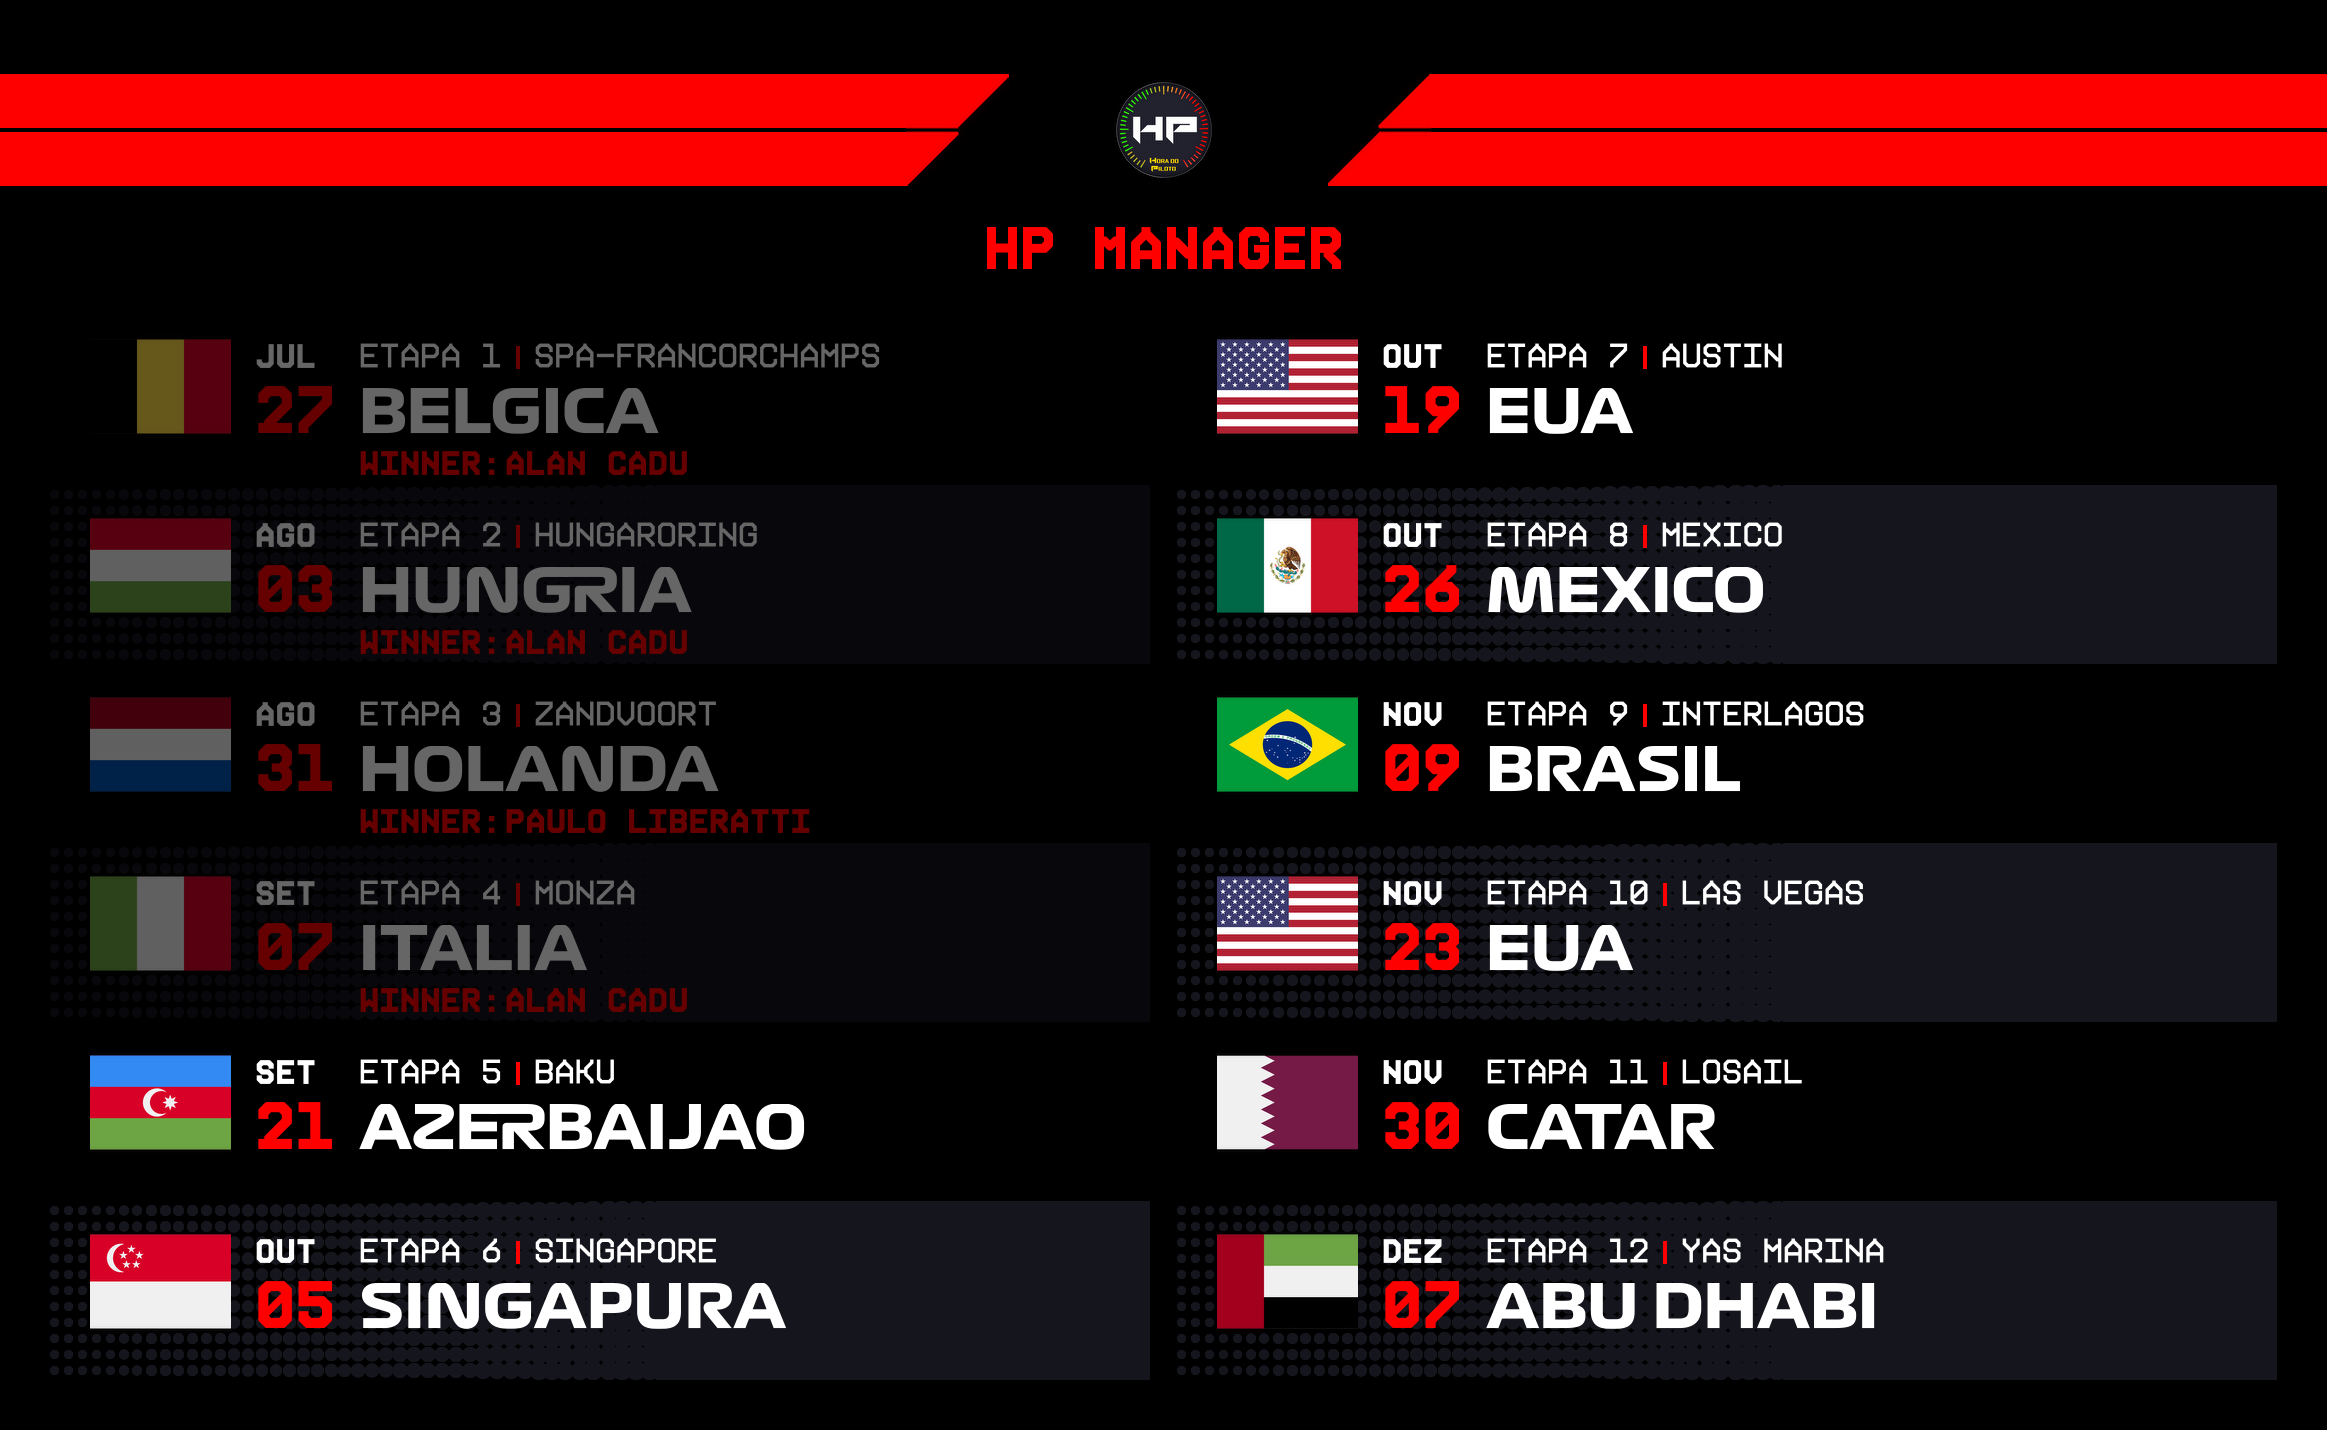 HP
HORA DO
PILOTO
HP MANAGER
JUL ETAPA 1 | SPA-FRANCORCHAMPS
27 BELGICA
WINNER:ALAN CADU
AGO ETAPA 2 | HUNGARORING
03 HUNGRIA
WINNER:ALAN CADU
AGO ETAPA 3 | ZANDVOORT
31 HOLANDA
WINNER:PAULO LIBERATTI
SET ETAPA 4 | MONZA
07 ITALIA
WINNER:ALAN CADU
SET ETAPA 5 | BAKU
21 AZERBAIJAO
OUT ETAPA 6 | SINGAPORE
05 SINGAPURA
OUT ETAPA 7 | AUSTIN
19 EUA
OUT ETAPA 8 | MEXICO
26 MEXICO
NOV ETAPA 9 | INTERLAGOS
09 BRASIL
NOV ETAPA 10 | LAS VEGAS
23 EUA
NOV ETAPA 11 | LOSAIL
30 CATAR
DEZ ETAPA 12 | YAS MARINA
07 ABU DHABI